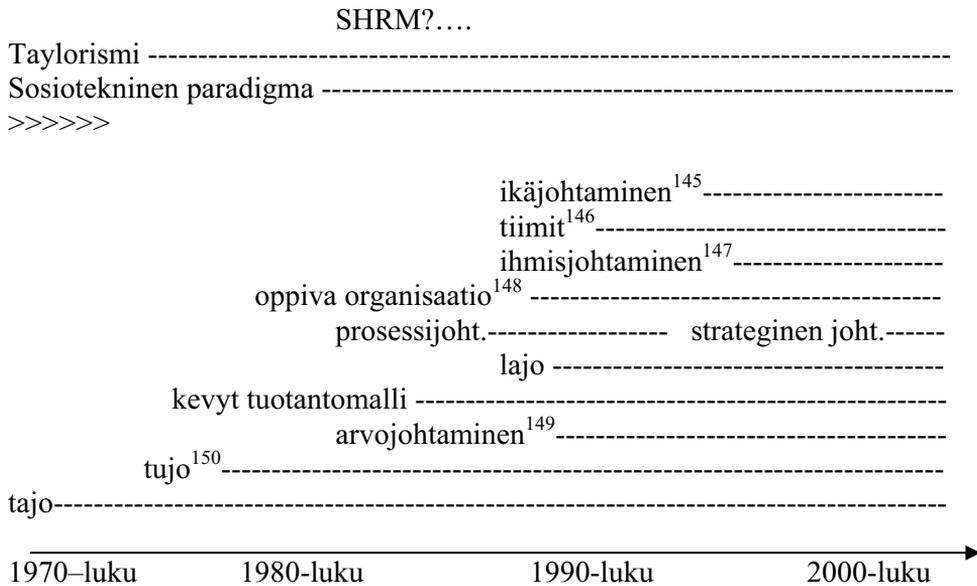 SHRM?….
Taylorismi --------------------------------------------------------------------------------
Sosiotekninen paradigma ---------------------------------------------------------------
>>>>>>
ikäjohtaminen145------------------------
tiimit146-----------------------------------
ihmisjohtaminen147---------------------
oppiva organisaatio148 -----------------------------------------
prosessijoht.------------------ strateginen joht.------
lajo ---------------------------------------
kevyt tuotantomalli -----------------------------------------------------
arvojohtaminen149---------------------------------------
tujo150------------------------------------------------------------------------
tajo-----------------------------------------------------------------------------------------
1970–luku 1980-luku 1990-luku 2000-luku